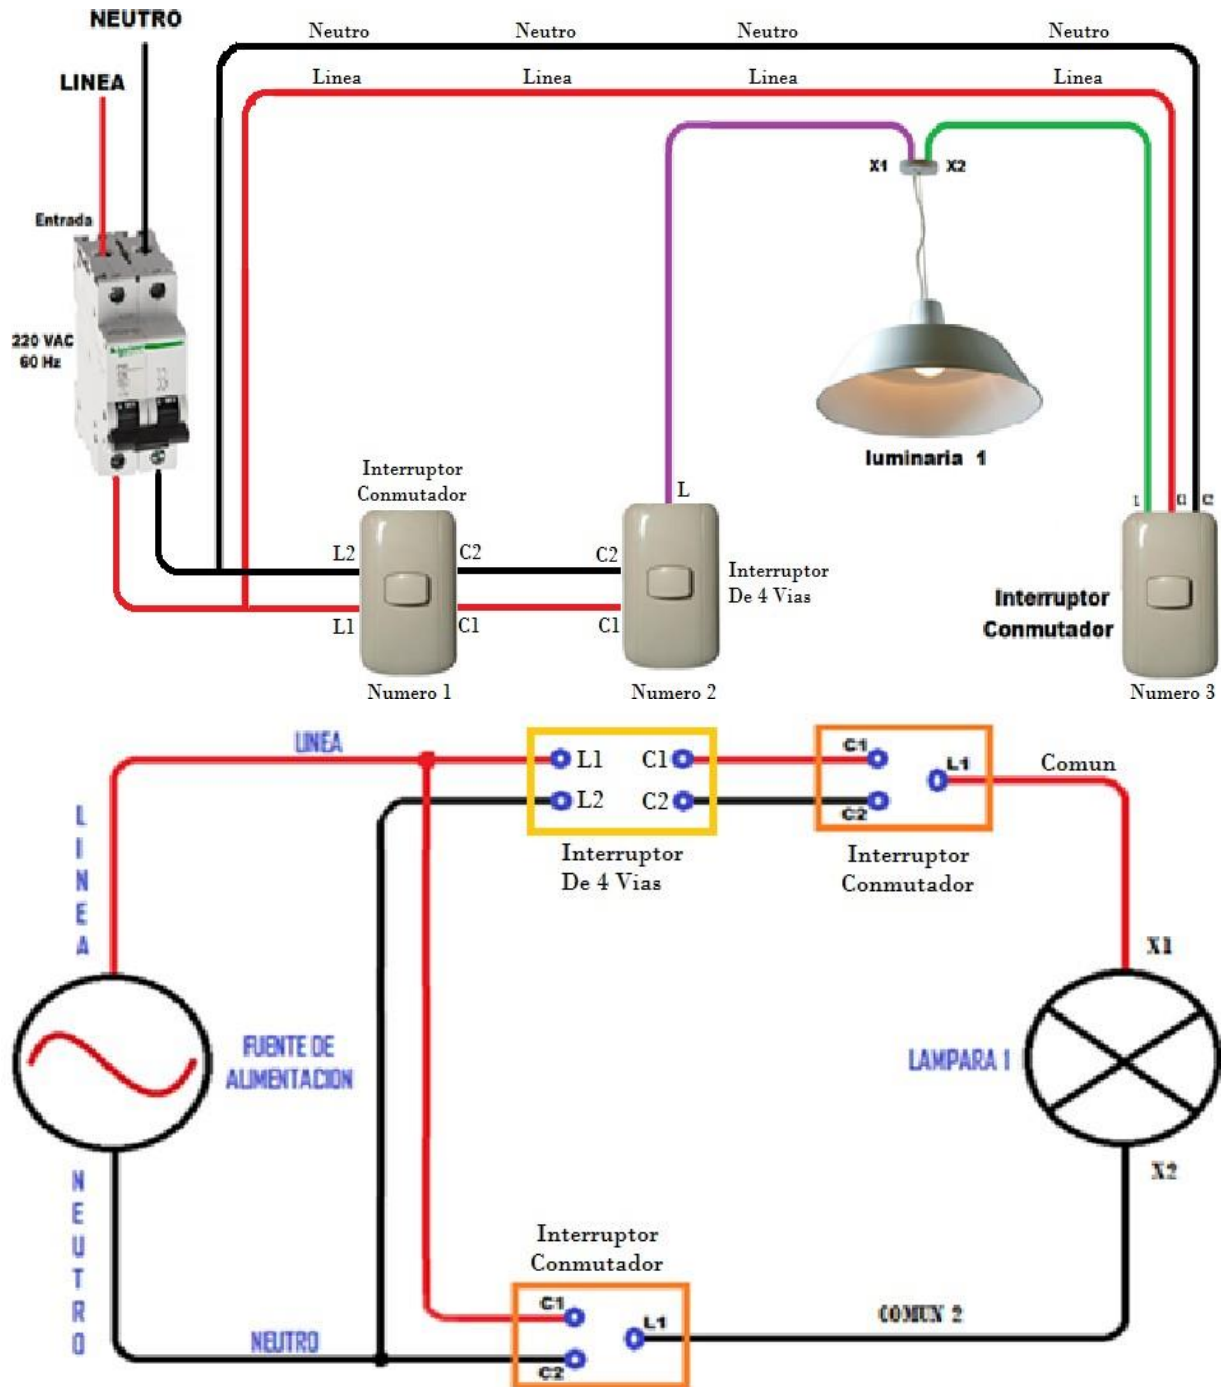 NEUTRO
Neutro Neutro Neutro Neutro
LINEA
Linea Linea Linea Linea
X1 X2
Entrada
220 VAC
60 Hz
luminaria 1
Interruptor
Conmutador
L
L2 C2 C2
L1 C1 C1
Interruptor
De 4 Vias
Interruptor
Conmutador
Numero 1 Numero 2 Numero 3
LINEA
L1 C1 C1 L1 Comun
L2 C2 C2
Interruptor
De 4 Vias
Interruptor
Conmutador
LINEA
X1
FUENTE DE
ALIMENTACION
LAMPARA 1
X2
NEUTRO
Interruptor
Conmutador
C1
L1
COMUN 2
NEUTRO
C2